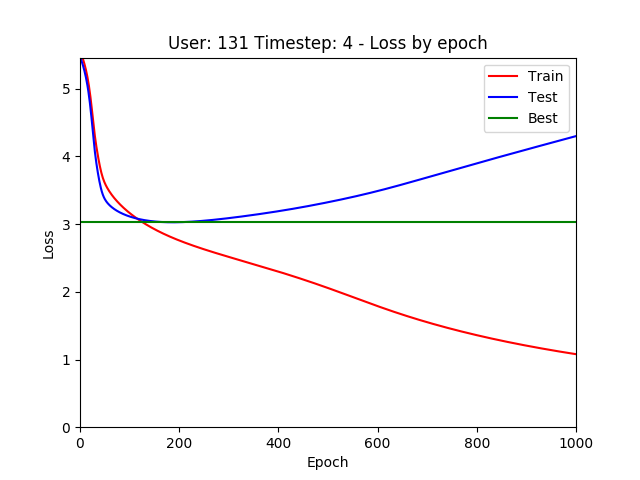 User: 131 Timestep: 4 - Loss by epoch
Train
Test
Best
5
4
3
2
1
0
Loss
0 200 400 600 800 1000
Epoch